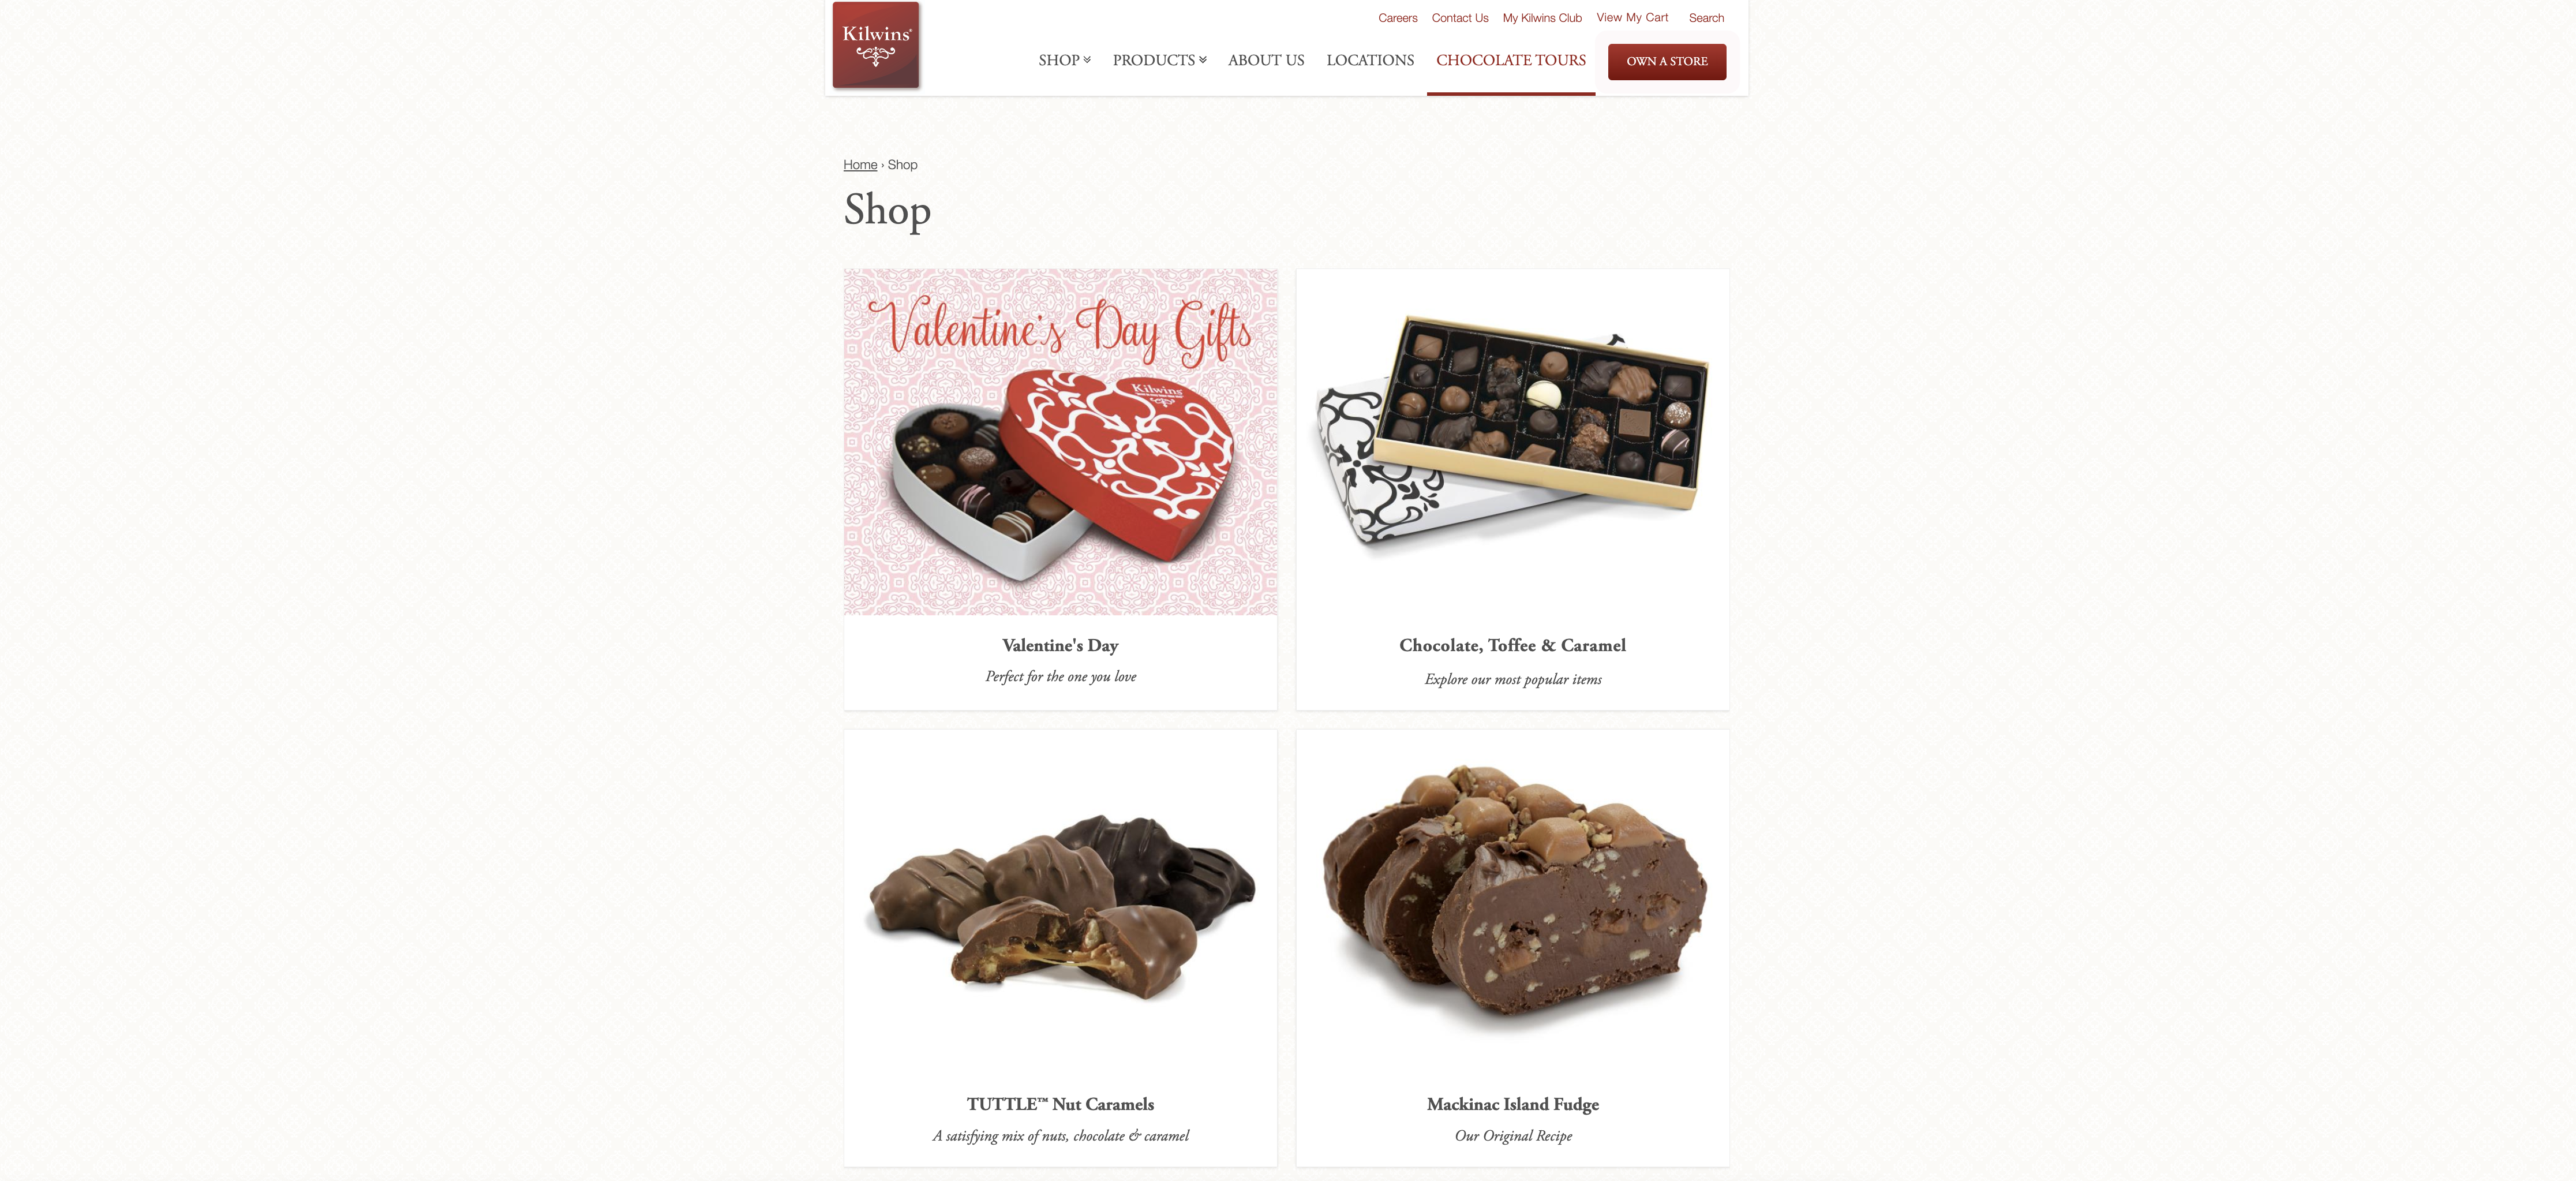 Kilwins®
Careers Contact Us My Kilwins Club View My Cart Search
SHOP PRODUCTS ABOUT US LOCATIONS CHOCOLATE TOURS OWN A STORE
Home › Shop
Shop
Valentine's Day Gifts
Kilwins
Valentine's Day
Perfect for the one you love
Chocolate, Toffee & Caramel
Explore our most popular items
TUTTLE™ Nut Caramels
A satisfying mix of nuts, chocolate & caramel
Mackinac Island Fudge
Our Original Recipe